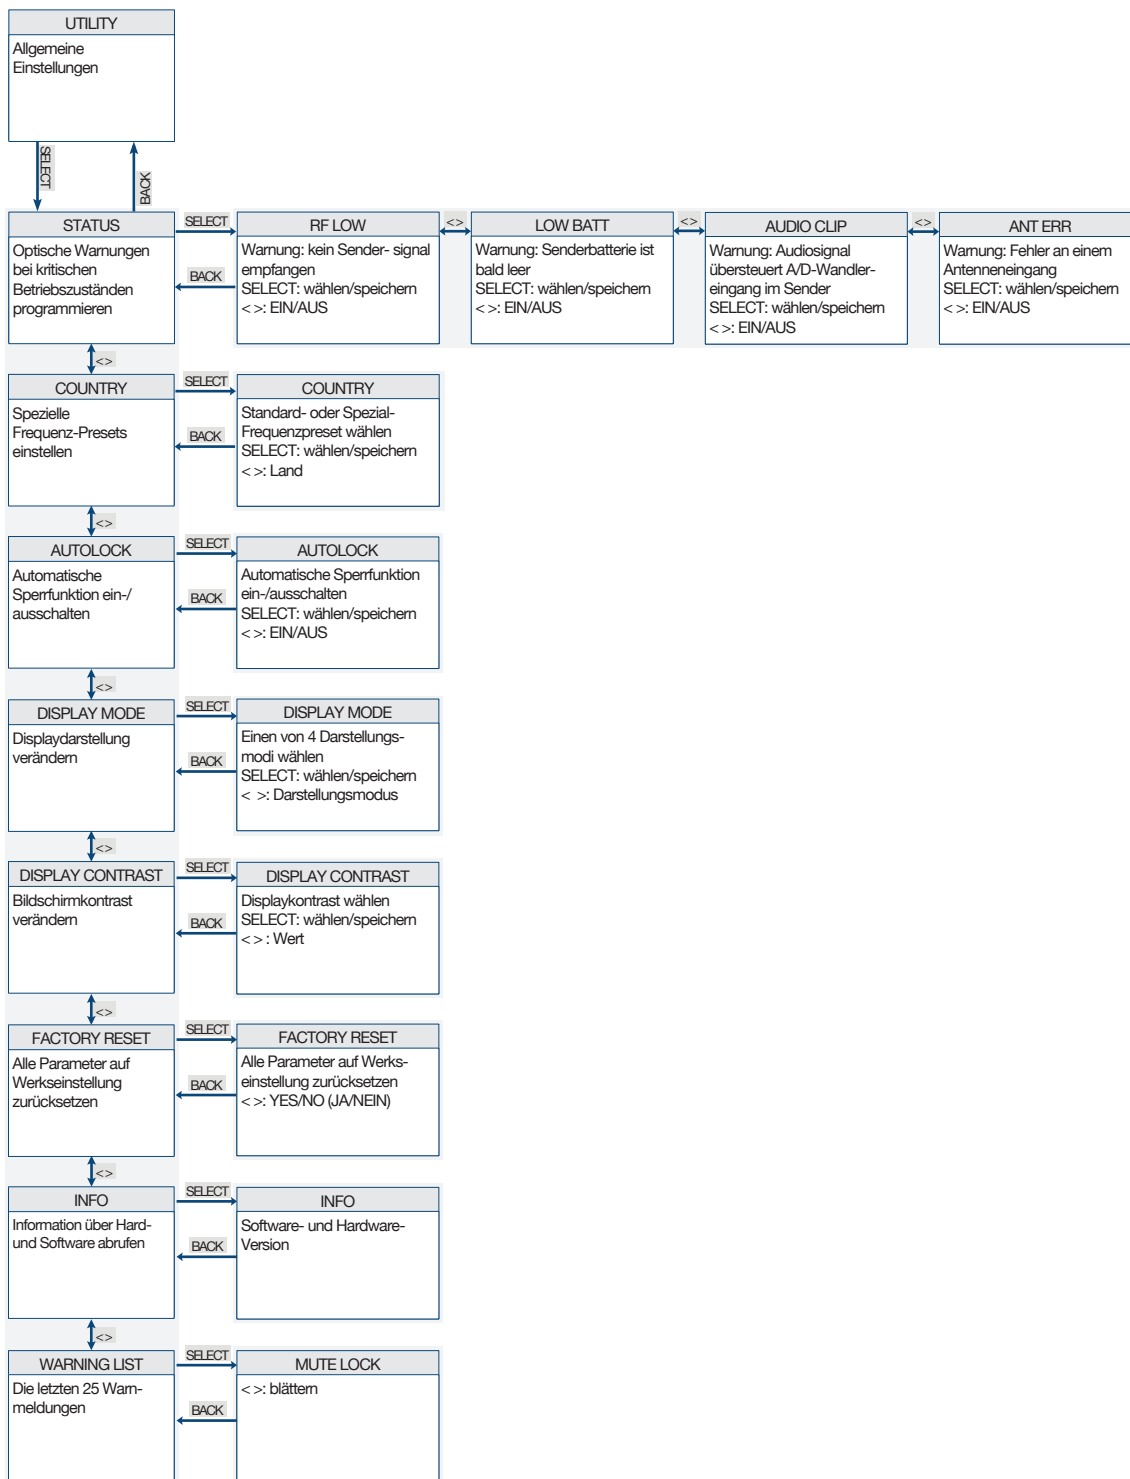 UTILITY
Allgemeine
Einstellungen
SELECT
BACK
STATUS
Optische Warnungen
bei kritischen
Betriebszuständen
programmieren
SELECT
BACK
RF LOW
Warnung: kein Sender- signal
empfangen
SELECT: wählen/speichern
< >: EIN/AUS
< >
LOW BATT
Warnung: Senderbatterie ist
bald leer
SELECT: wählen/speichern
< >: EIN/AUS
< >
AUDIO CLIP
Warnung: Audiosignal
übersteuert A/D-Wandler-
eingang im Sender
SELECT: wählen/speichern
< >: EIN/AUS
< >
ANT ERR
Warnung: Fehler an einem
Antenneneingang
SELECT: wählen/speichern
< >: EIN/AUS
< >
COUNTRY
Spezielle
Frequenz-Presets
einstellen
SELECT
BACK
COUNTRY
Standard- oder Spezial-
Frequenzpreset wählen
SELECT: wählen/speichern
< >: Land
< >
AUTOLOCK
Automatische
Sperrfunktion ein-/
ausschalten
SELECT
BACK
AUTOLOCK
Automatische Sperrfunktion
ein-/ausschalten
SELECT: wählen/speichern
< >: EIN/AUS
< >
DISPLAY MODE
Displaydarstellung
verändern
SELECT
BACK
DISPLAY MODE
Einen von 4 Darstellungs-
modi wählen
SELECT: wählen/speichern
< >: Darstellungsmodus
< >
DISPLAY CONTRAST
Bildschirmkontrast
verändern
SELECT
BACK
DISPLAY CONTRAST
Displaykontrast wählen
SELECT: wählen/speichern
< > : Wert
< >
FACTORY RESET
Alle Parameter auf
Werkseinstellung
zurücksetzen
SELECT
BACK
FACTORY RESET
Alle Parameter auf Werks-
einstellung zurücksetzen
< >: YES/NO (JA/NEIN)
< >
INFO
Information über Hard-
und Software abrufen
SELECT
BACK
INFO
Software- und Hardware-
Version
< >
WARNING LIST
Die letzten 25 Warn-
meldungen
SELECT
BACK
MUTE LOCK
< >: blättern